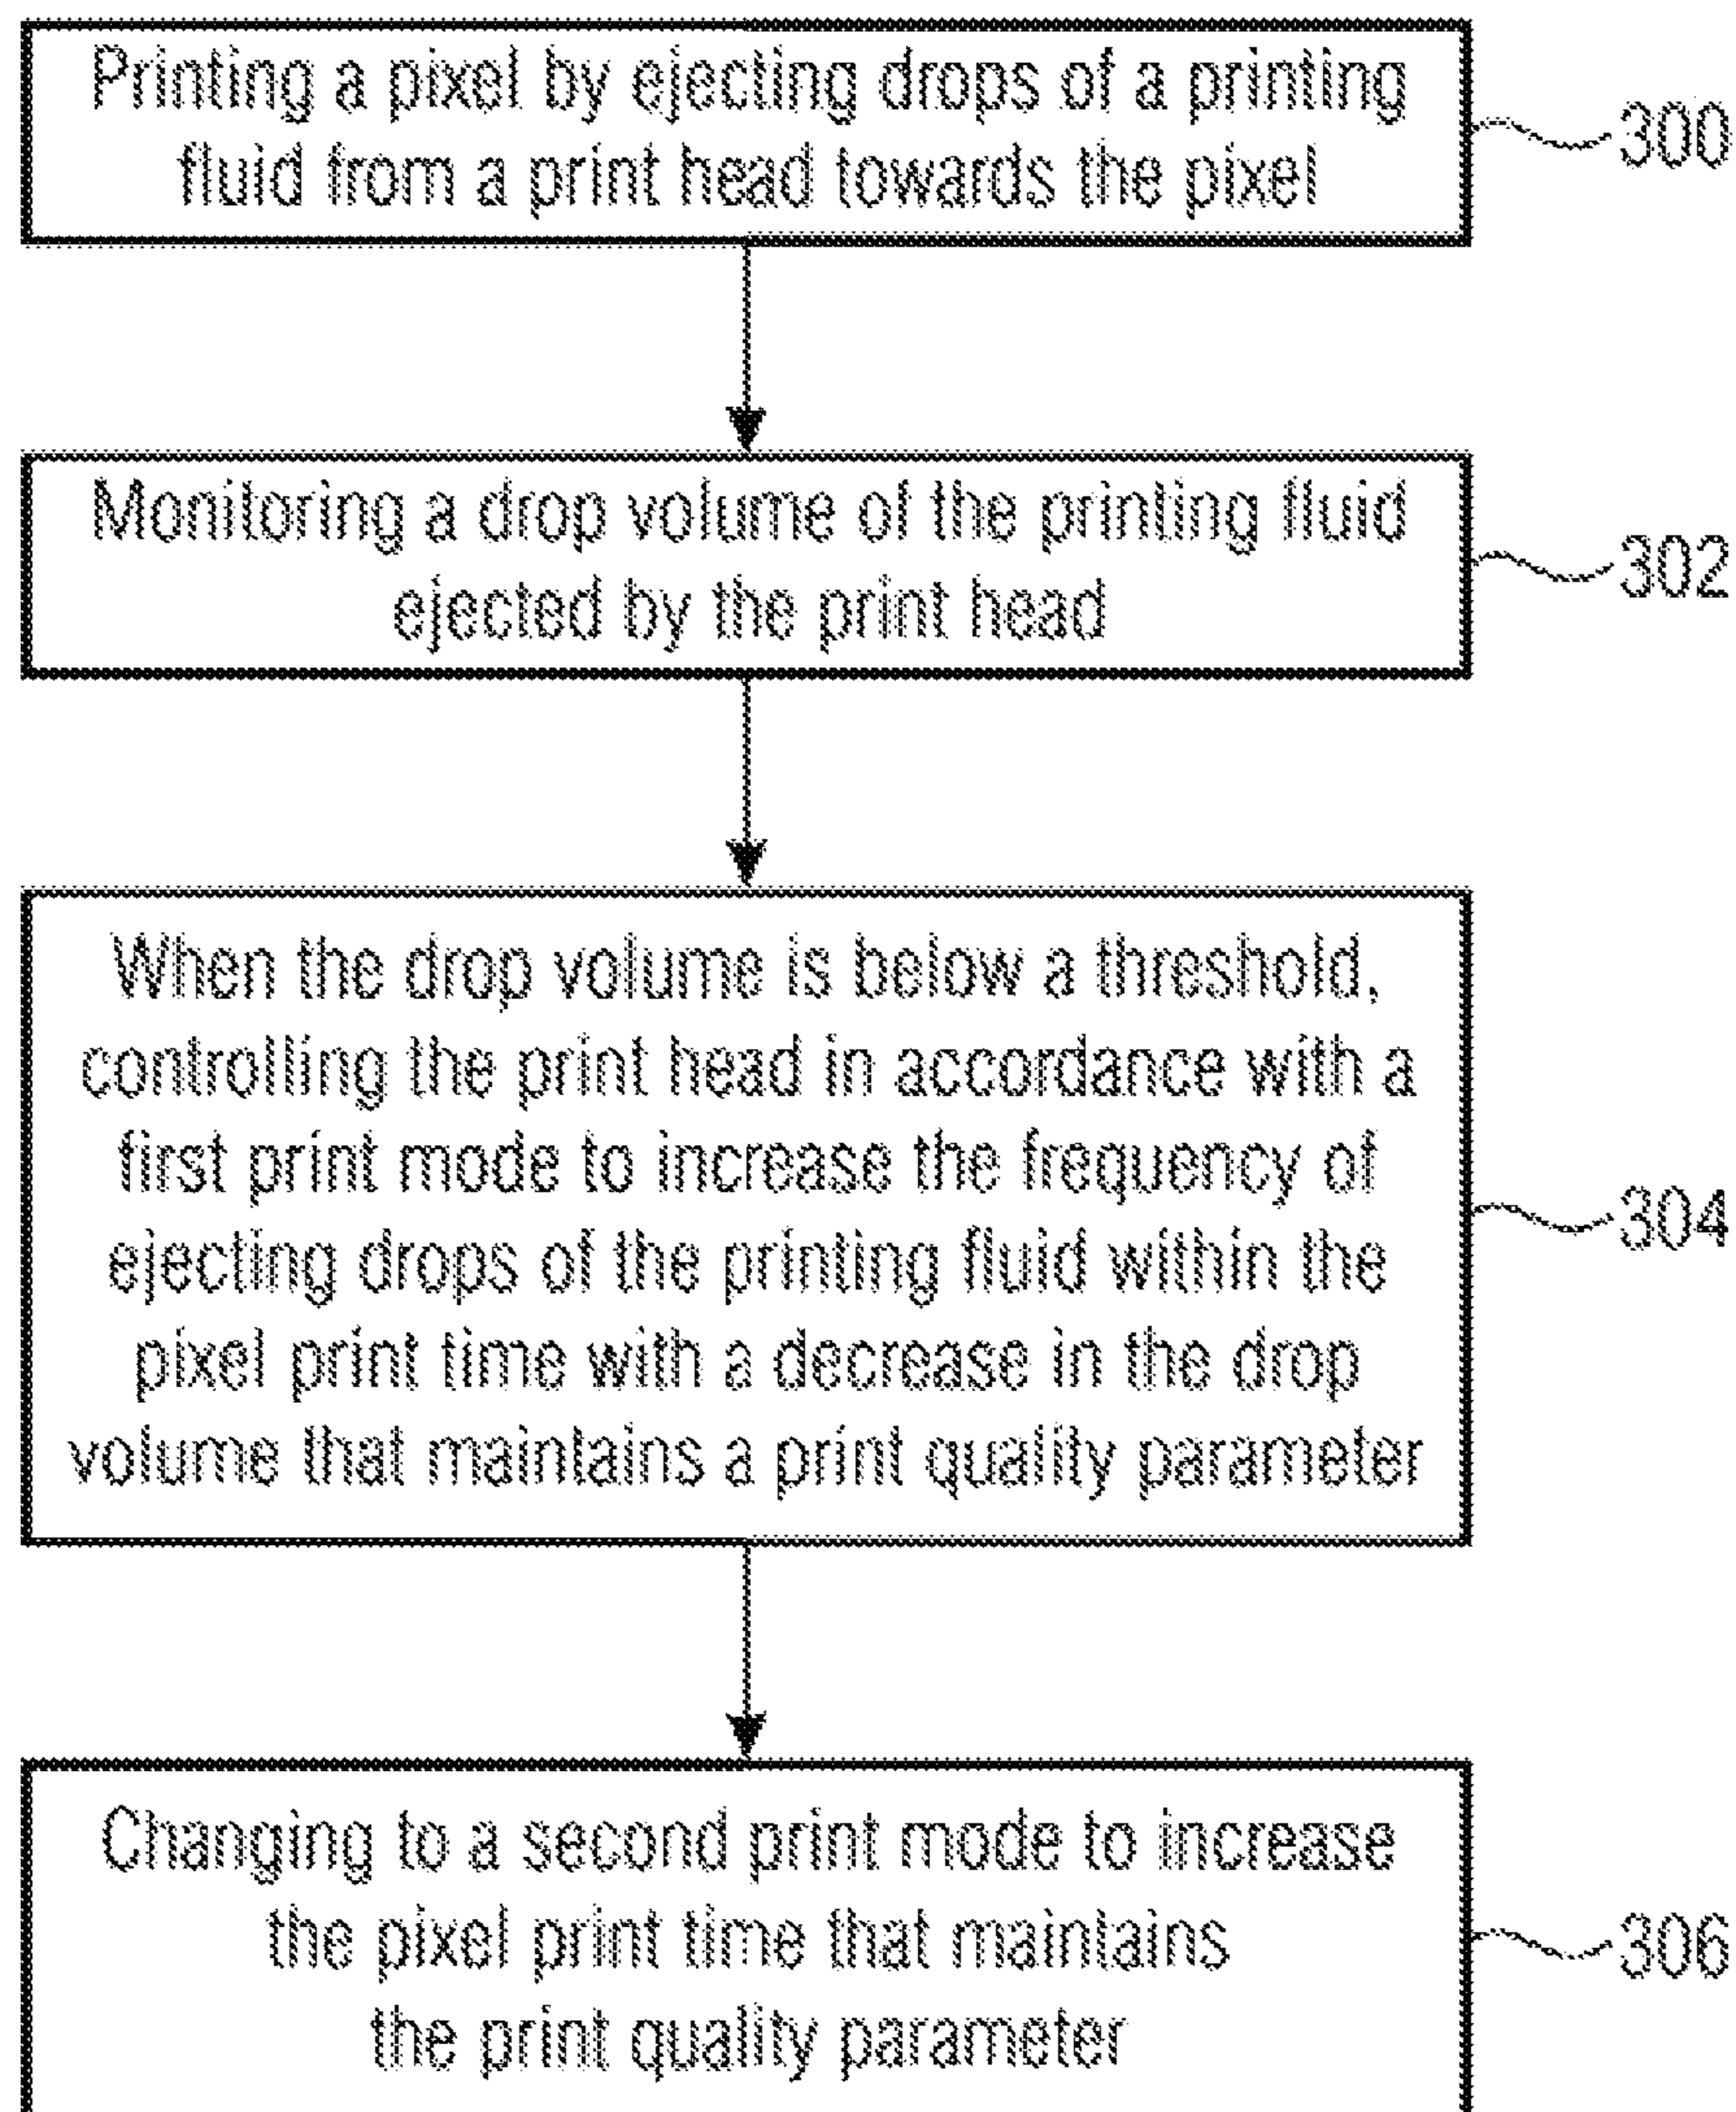 Printing a pixel by ejecting drops of a printing
fluid from a print head towards the pixel
300
Monitoring a drop volume of the printing fluid
ejected by the print head
302
When the drop volume is below a threshold,
controlling the print head in accordance with a
first print mode to increase the frequency of
ejecting drops of the printing fluid within the
pixel print time with a decrease in the drop
volume that maintains a print quality parameter
304
Changing to a second print mode to increase
the pixel print time that maintains
the print quality parameter
306